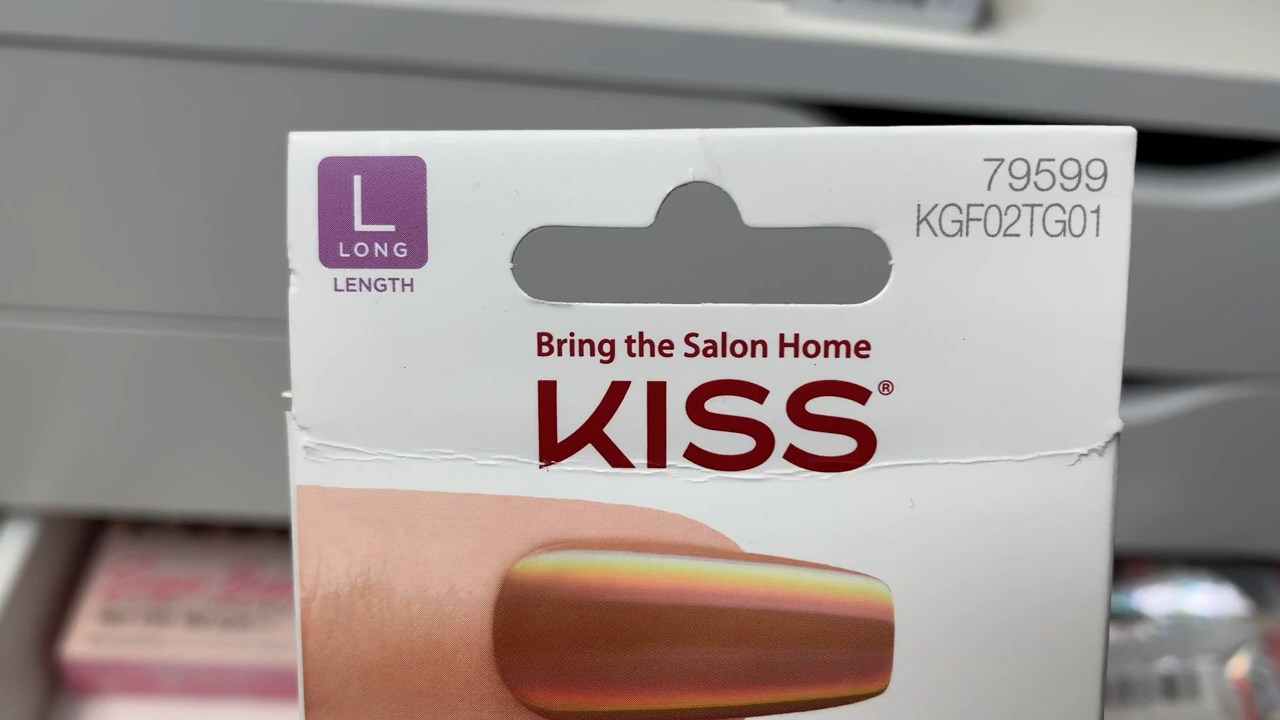 L
LONG
LENGTH
79599
KGF02TG01
Bring the Salon Home
KISS®